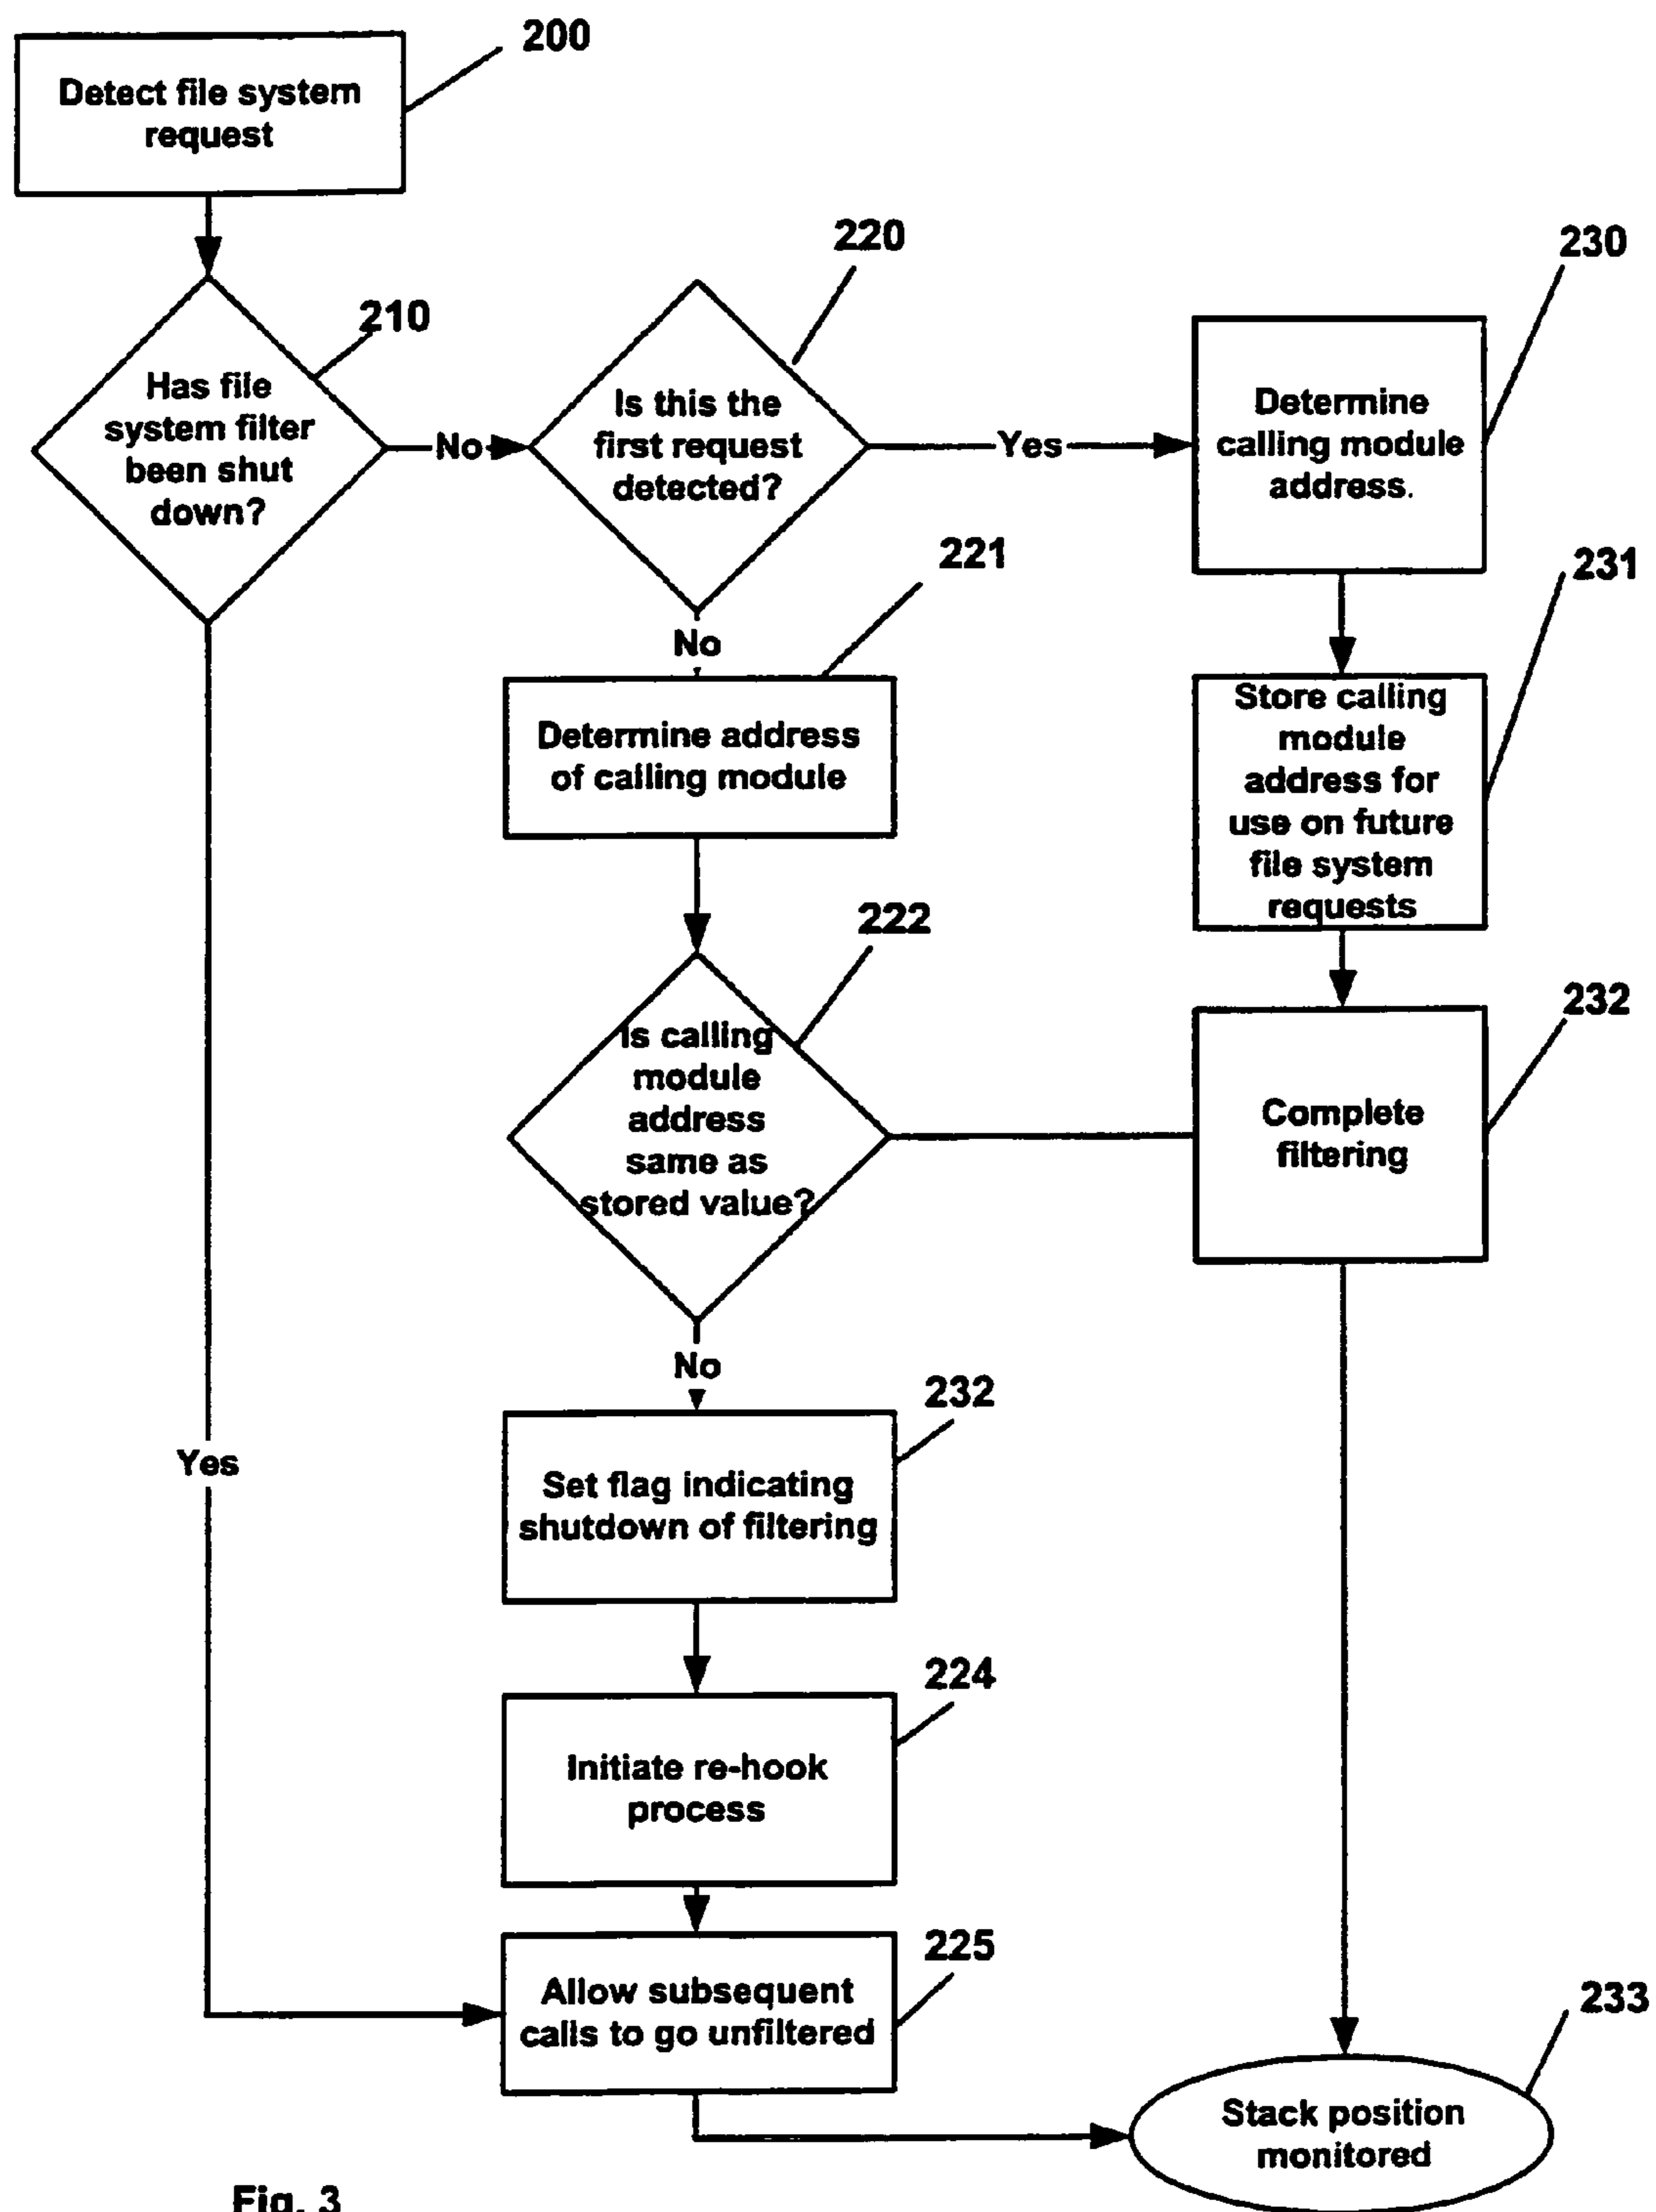 200
Detect file system
request
210
Has file
system filter
been shut
down?
No
220
Is this the
first request
detected?
Yes
230
Determine
calling module
address.
231
Store calling
module
address for
use on future
file system
requests
No
221
Determine address
of calling module
222
Is calling
module
address
same as
stored value?
232
Complete
filtering
No
232
Set flag indicating
shutdown of filtering
Yes
224
Initiate re-hook
process
225
Allow subsequent
calls to go unfiltered
233
Stack position
monitored
Fig. 3